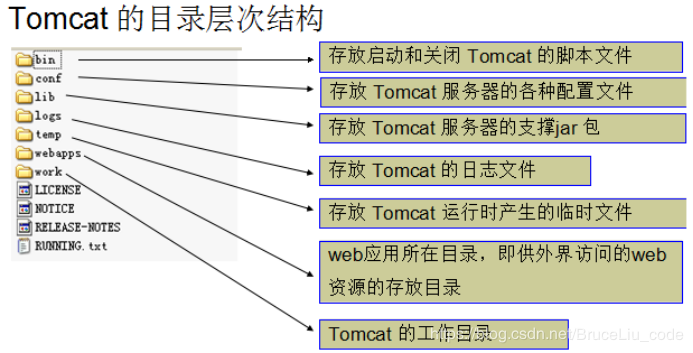 Tomcat 的目录层次结构
bin
conf
lib
logs
temp
webapps
work
LICENSE
NOTICE
RELEASE-NOTES
RUNNING.txt
存放启动和关闭 Tomcat 的脚本文件
存放 Tomcat 服务器的各种配置文件
存放 Tomcat 服务器的支撑jar 包
存放 Tomcat 的日志文件
存放 Tomcat 运行时产生的临时文件
web应用所在目录，即供外界访问的web
资源的存放目录
Tomcat 的工作目录
https://blog.csdn.net/BruceLiu_code